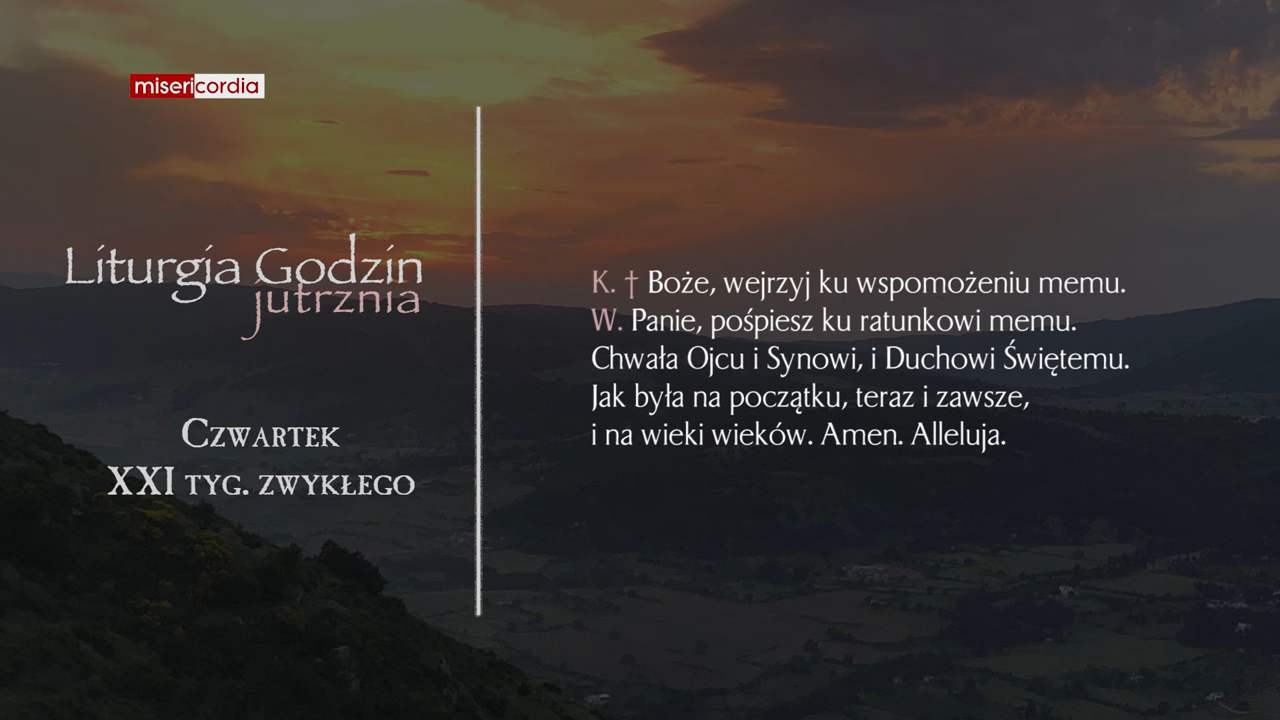 misericordia
Liturgia Godzin
jutrznia
Czwartek
XXI tyg. zwykłego
K. † Boże, wejrzyj ku wspomożeniu memu.
W. Panie, pośpiesz ku ratunkowi memu.
Chwała Ojcu i Synowi, i Duchowi Świętemu.
Jak była na początku, teraz i zawsze,
i na wieki wieków. Amen. Alleluja.